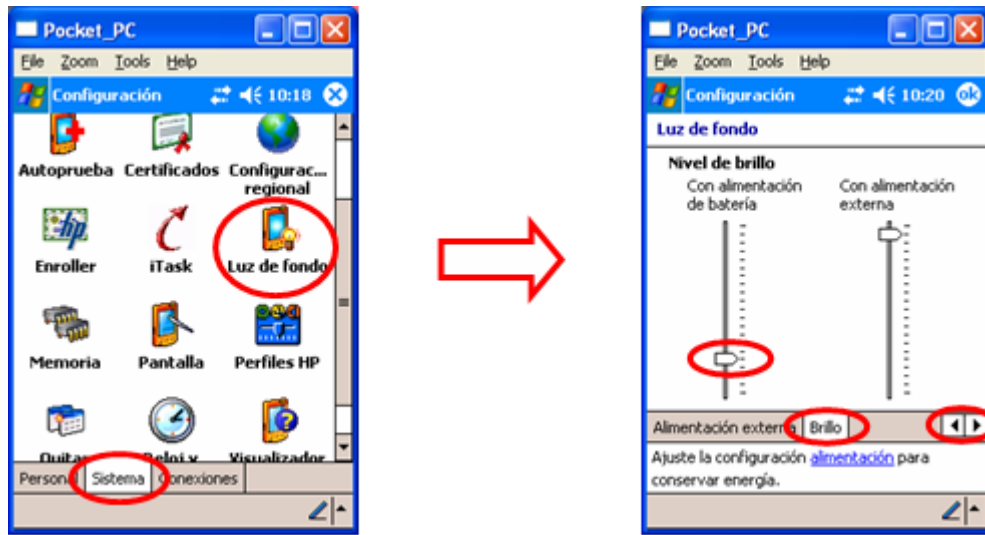 Pocket_PC
File Zoom Tools Help
Configuración 10:18
Autoprueba Certificados Configurac...
regional
hp
Enroller iTask Luz de fondo
Memoria Pantalla Perfiles HP
Quitar Reloj y Visualizador
Personal Sistema Conexiones
Pocket_PC
File Zoom Tools Help
Configuración 10:20 ok
Luz de fondo
Nivel de brillo
Con alimentación Con alimentación
de batería externa
Alimentación externa Brillo
Ajuste la configuración alimentación para
conservar energía.